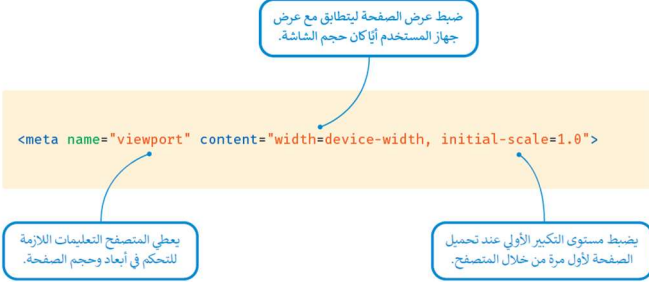 ضبط عرض الصفحة ليتطابق مع عرض
جهاز المستخدم أيًّا كان حجم الشاشة.
<meta name="viewport" content="width=device-width, initial-scale=1.0">
يضبط مستوى التكبير الأولي عند تحميل
الصفحة لأول مرة من خلال المتصفح.
يعطي المتصفح التعليمات اللازمة
للتحكم في أبعاد وحجم الصفحة.